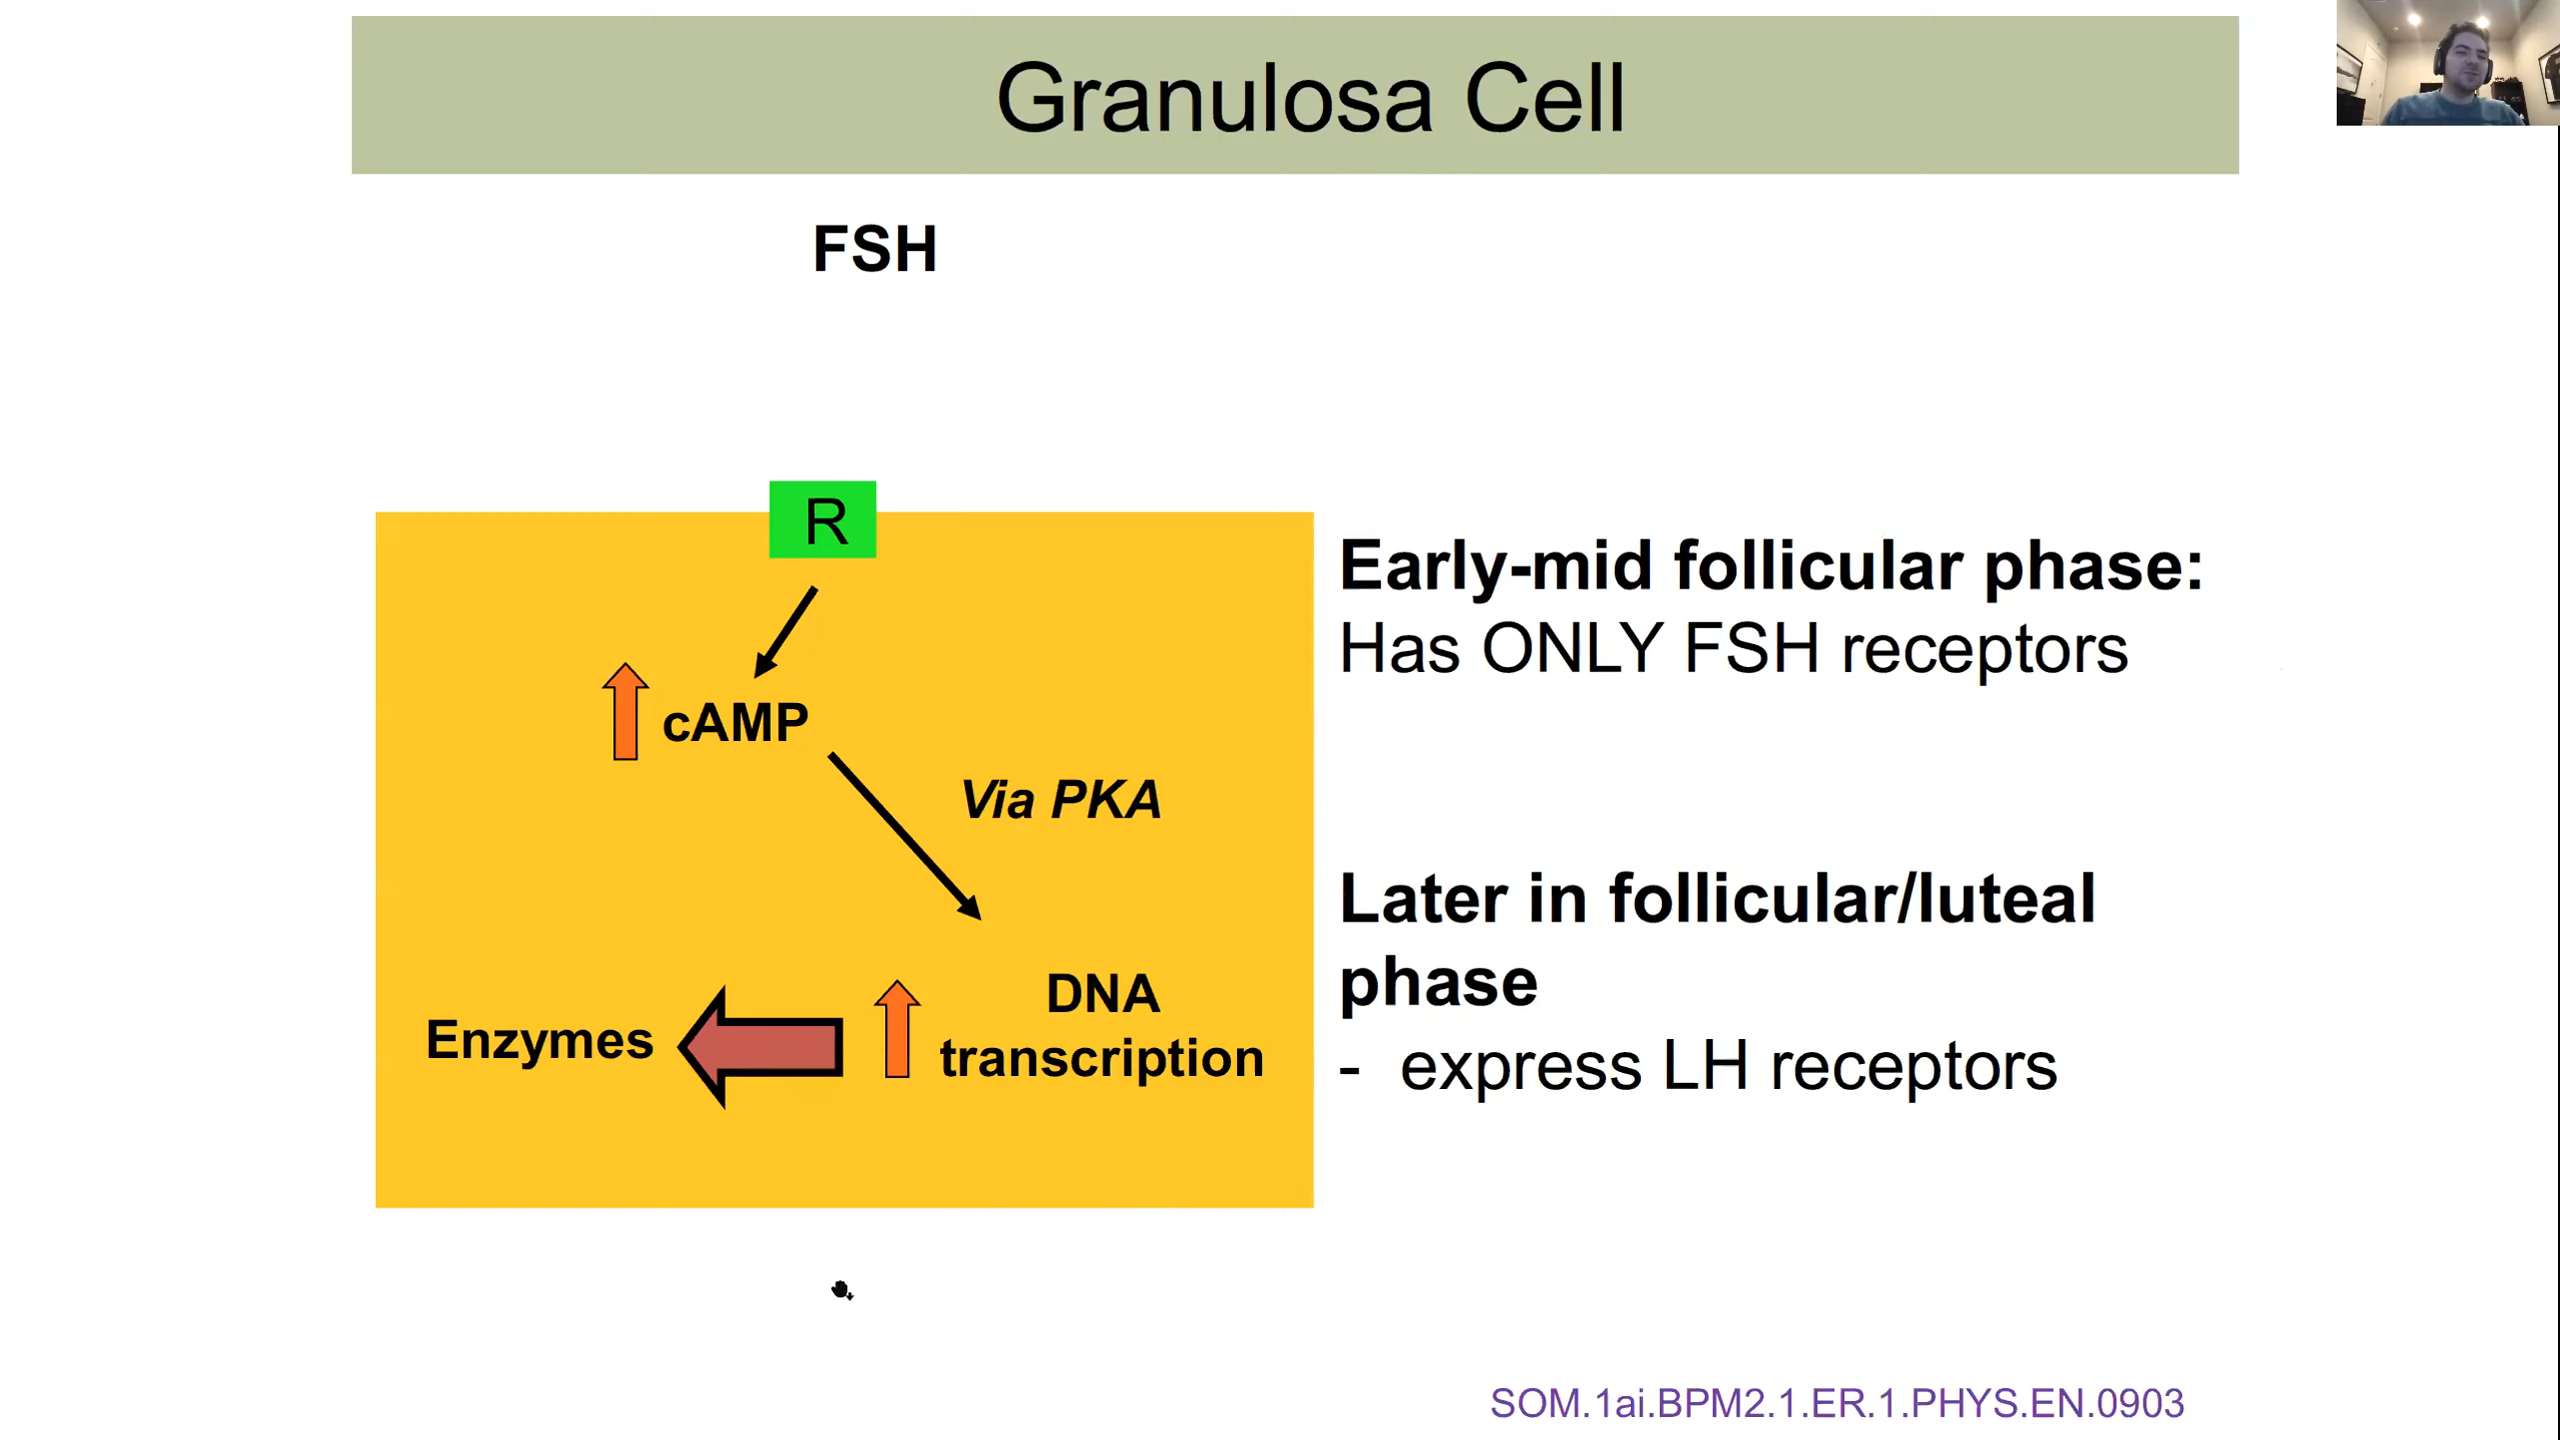 Granulosa Cell
FSH
R
cAMP
Via PKA
DNA
transcription
Enzymes
Early-mid follicular phase:
Has ONLY FSH receptors
Later in follicular/luteal
phase
- express LH receptors
SOM.1ai.BPM2.1.ER.1.PHYS.EN.0903